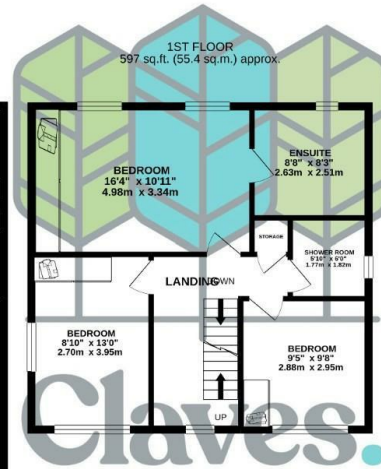 1ST FLOOR
597 sq.ft. (55.4 sq.m.) approx.
BEDROOM
16'4" x 10'11"
4.98m x 3.34m
ENSUITE
8'8" x 8'3"
2.63m x 2.51m
STORAGE
SHOWER ROOM
5'10" x 6'0"
1.77m x 1.82m
LANDING
DOWN
BEDROOM
8'10" x 13'0"
2.70m x 3.95m
BEDROOM
9'5" x 9'8"
2.88m x 2.95m
UP
Claves.